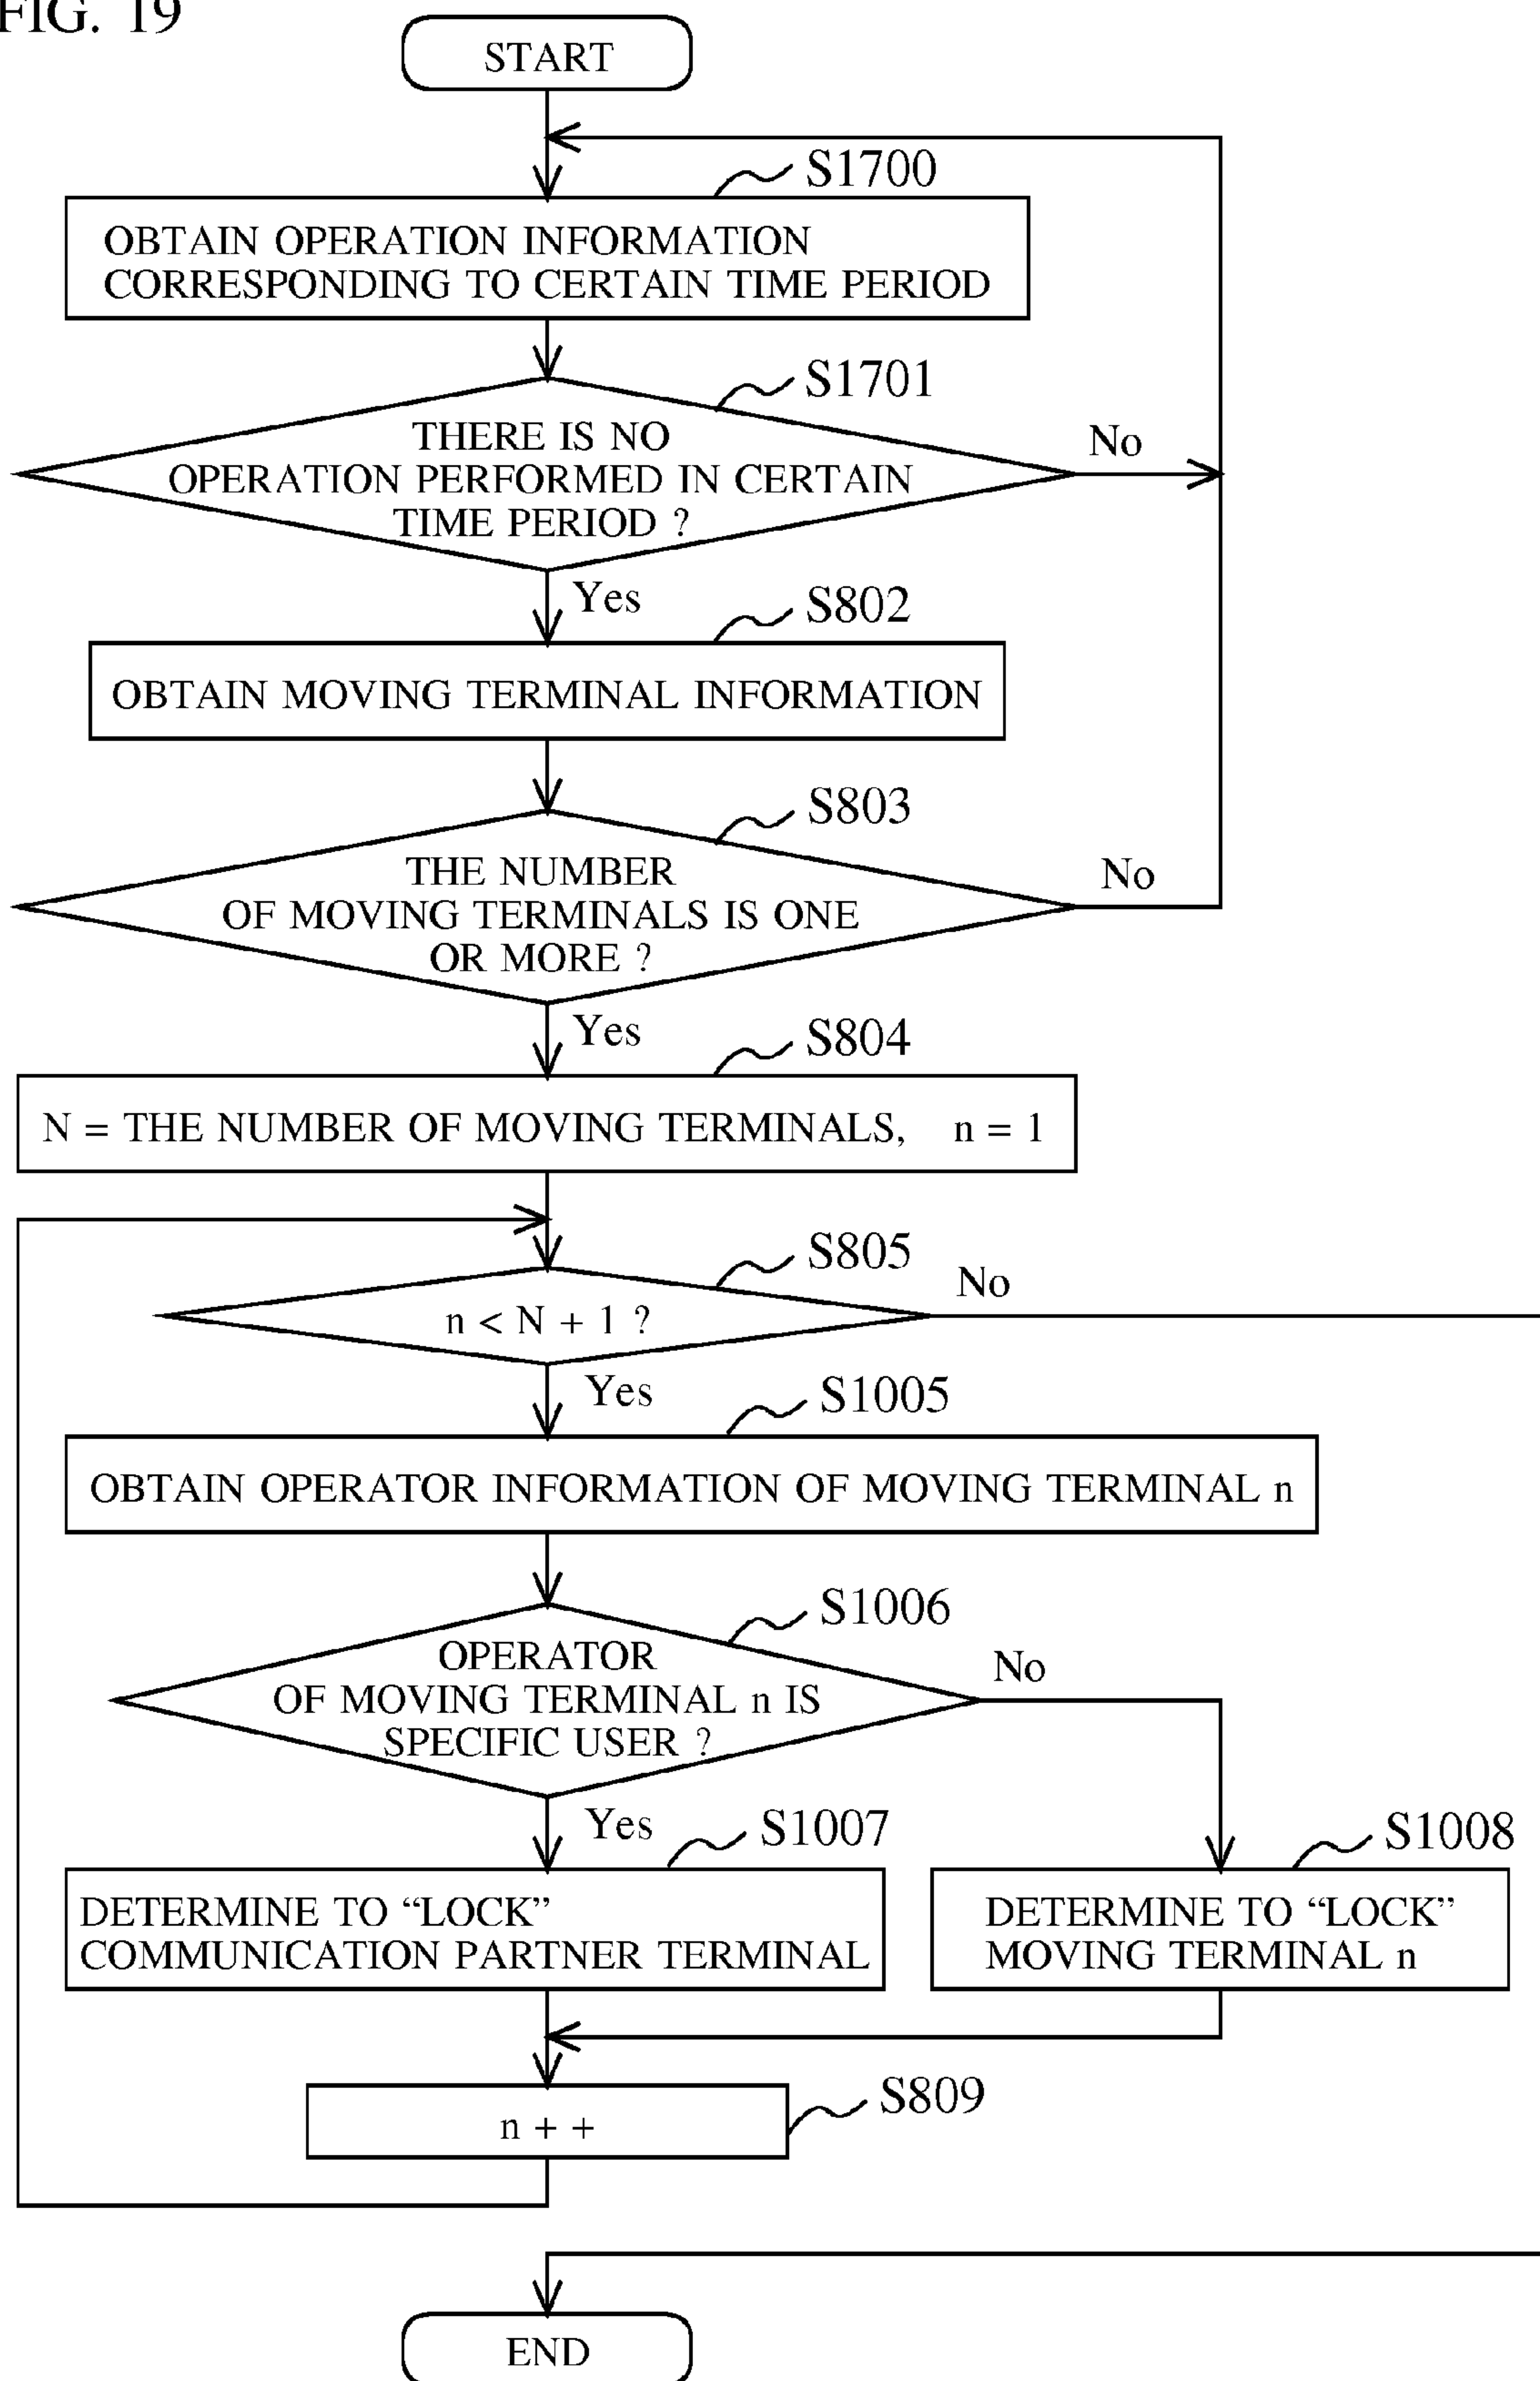 FIG. 19
START
S1700
OBTAIN OPERATION INFORMATION
CORRESPONDING TO CERTAIN TIME PERIOD
S1701
THERE IS NO
OPERATION PERFORMED IN CERTAIN
TIME PERIOD ?
No
Yes
S802
OBTAIN MOVING TERMINAL INFORMATION
S803
THE NUMBER
OF MOVING TERMINALS IS ONE
OR MORE ?
No
Yes
S804
N = THE NUMBER OF MOVING TERMINALS, n = 1
S805
n < N + 1 ?
No
Yes
S1005
OBTAIN OPERATOR INFORMATION OF MOVING TERMINAL n
S1006
OPERATOR
OF MOVING TERMINAL n IS
SPECIFIC USER ?
No
Yes
S1007
DETERMINE TO “LOCK”
COMMUNICATION PARTNER TERMINAL
S1008
DETERMINE TO “LOCK”
MOVING TERMINAL n
S809
n + +
END